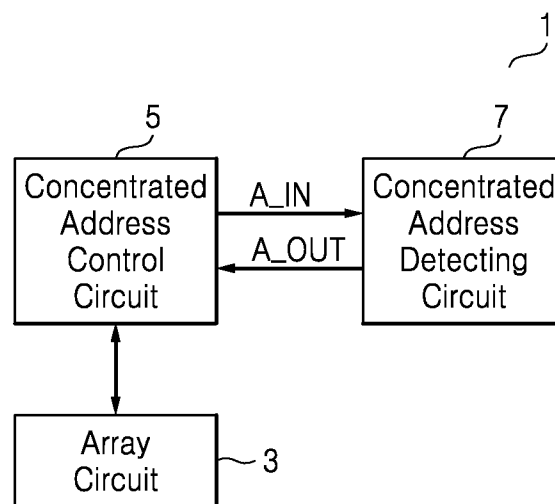 1
5
7
Concentrated
Address
Control
Circuit
A_IN
A_OUT
Concentrated
Address
Detecting
Circuit
Array
Circuit
3